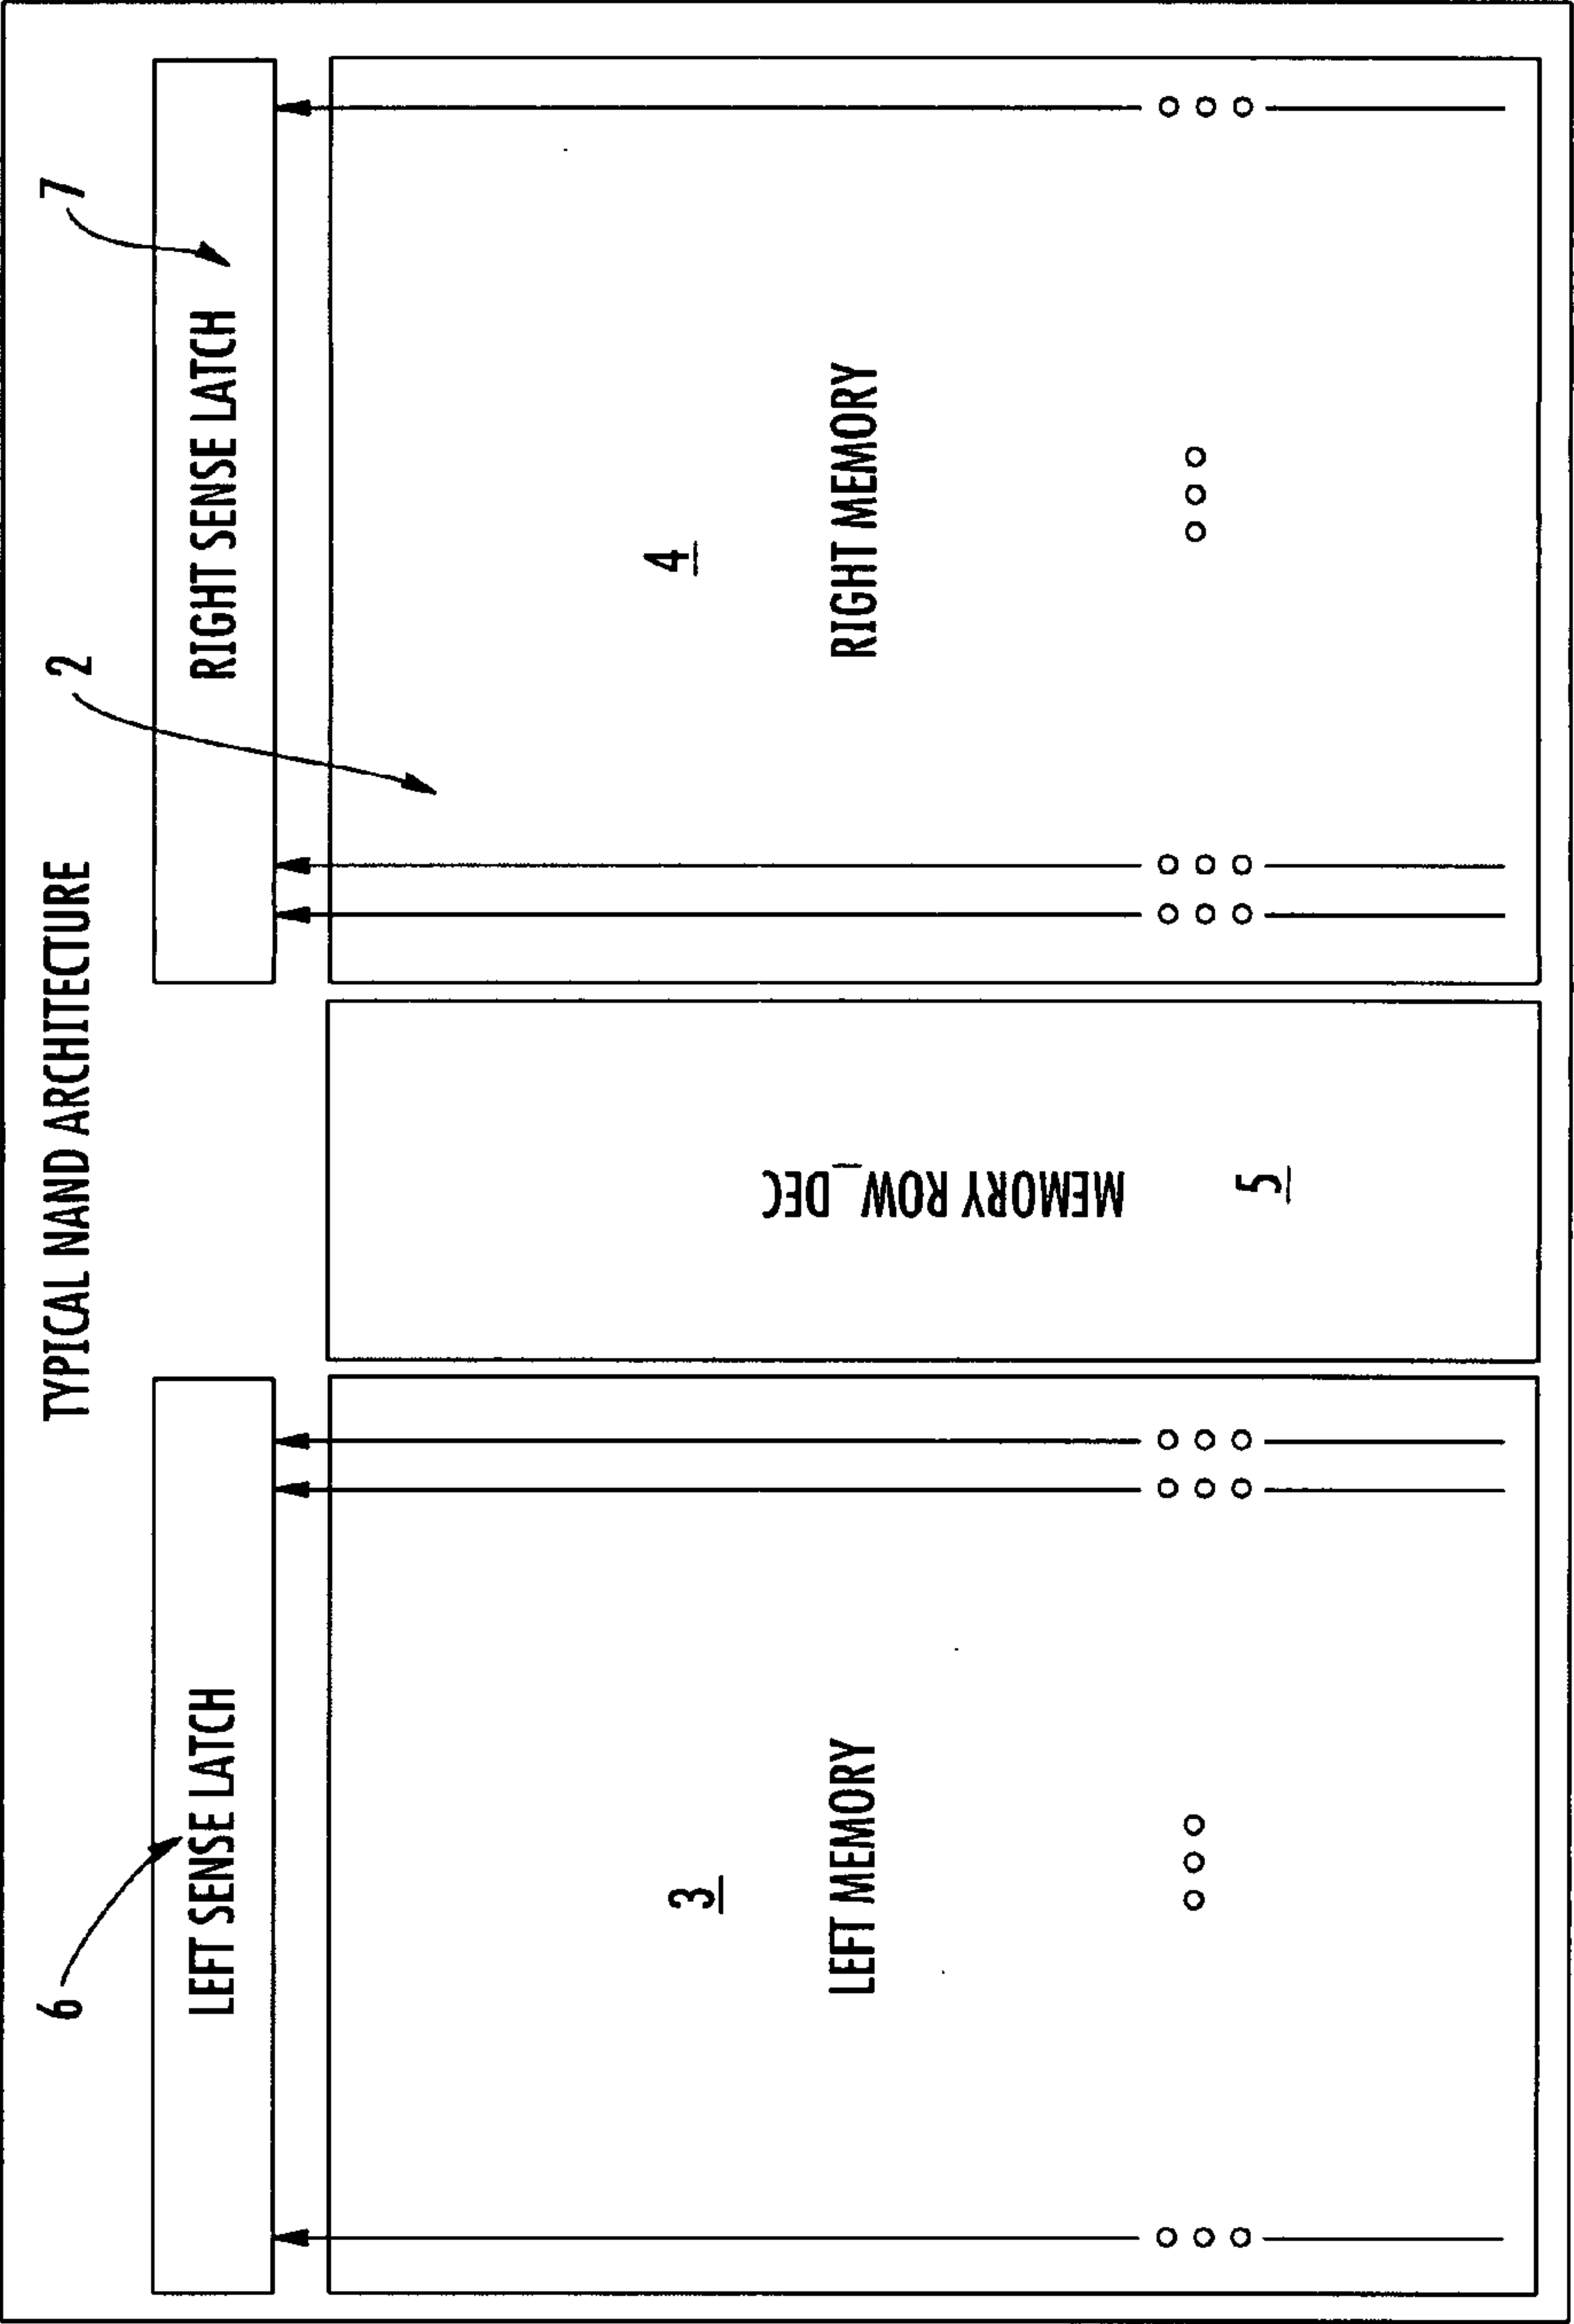 TYPICAL NAND ARCHITECTURE
6
2
7
LEFT SENSE LATCH
RIGHT SENSE LATCH
3
LEFT MEMORY
MEMORY ROW_DEC
5
4
RIGHT MEMORY